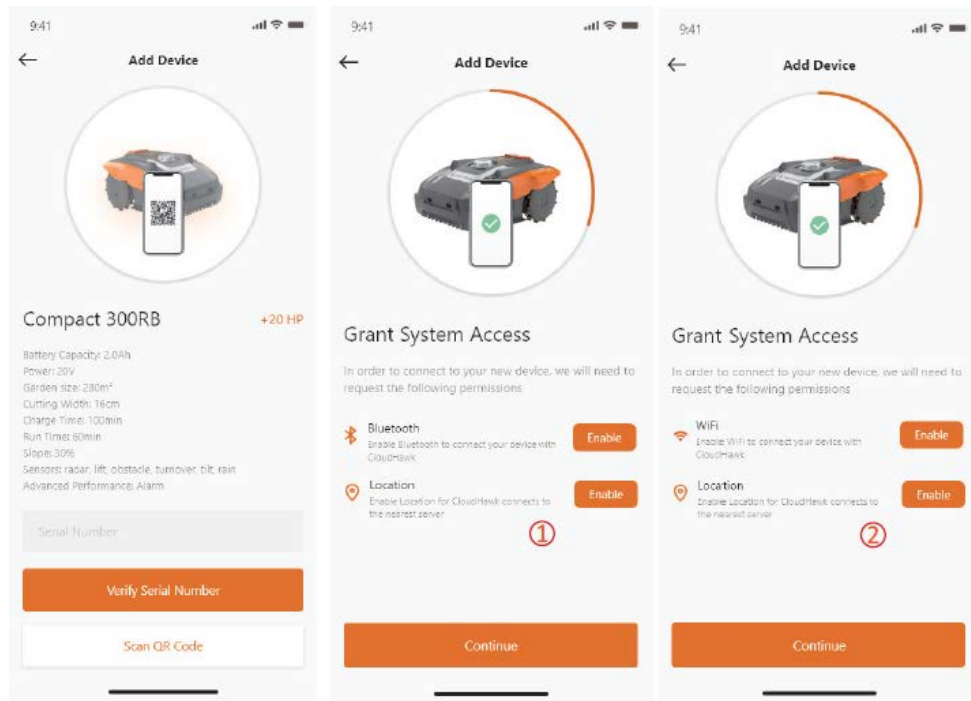 9:41
Add Device
Compact 300RB
+20 HP
Battery Capacity: 2.0Ah
Power: 20V
Garden size: 280m²
Cutting Width: 16cm
Charge Time: 100min
Run Time: 60min
Slope: 30%
Sensors: radar, lift, obstacle, turnover, tilt, rain
Advanced Performance: Alarm
Serial Number
Verify Serial Number
Scan QR Code
9:41
Add Device
Grant System Access
In order to connect to your new device, we will need to
request the following permissions
Bluetooth
Enable Bluetooth to connect your device with
CloudHawk
Enable
Location
Enable Location for CloudHawk connects to
the nearest server
Enable
①
Continue
9:41
Add Device
Grant System Access
In order to connect to your new device, we will need to
request the following permissions
WiFi
Enable WiFi to connect your device with
CloudHawk
Enable
Location
Enable Location for CloudHawk connects to
the nearest server
Enable
②
Continue